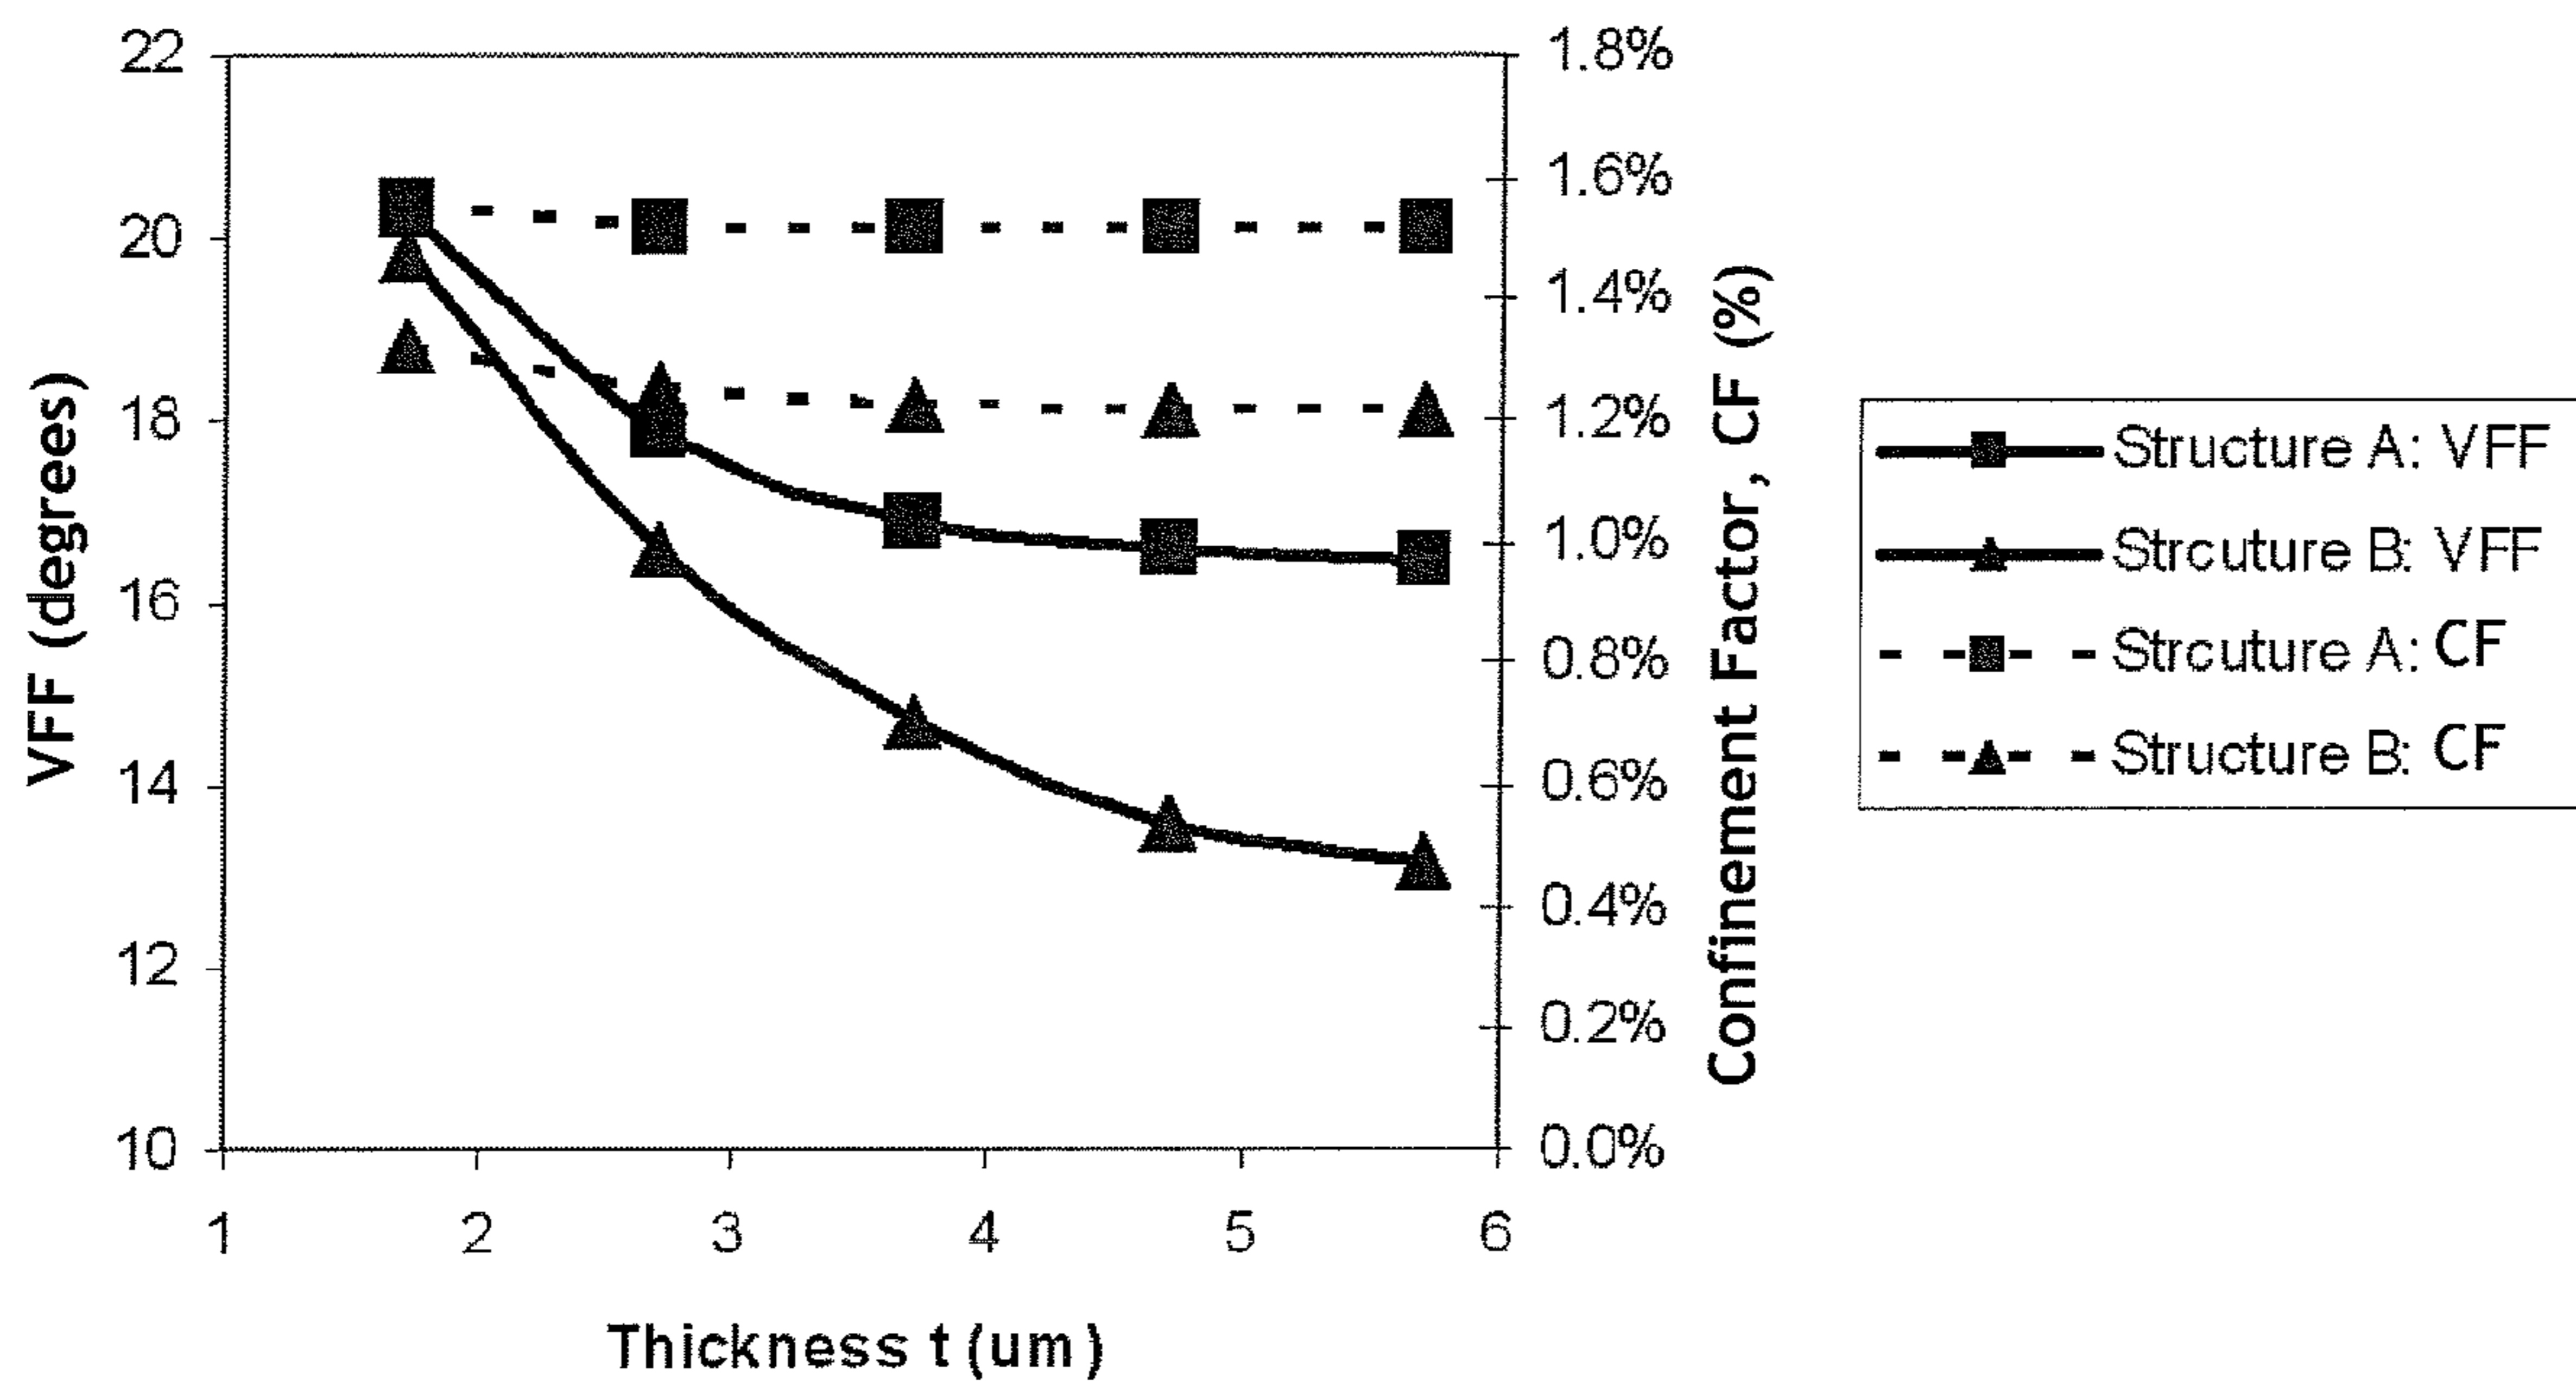 22
20
18
16
14
12
10
VFF (degrees)
1.8%
1.6%
1.4%
1.2%
1.0%
0.8%
0.6%
0.4%
0.2%
0.0%
Confinement Factor, CF (%)
1 2 3 4 5 6
Thickness t (um)
Structure A: VFF
Strcuture B: VFF
Strcuture A: CF
Structure B: CF